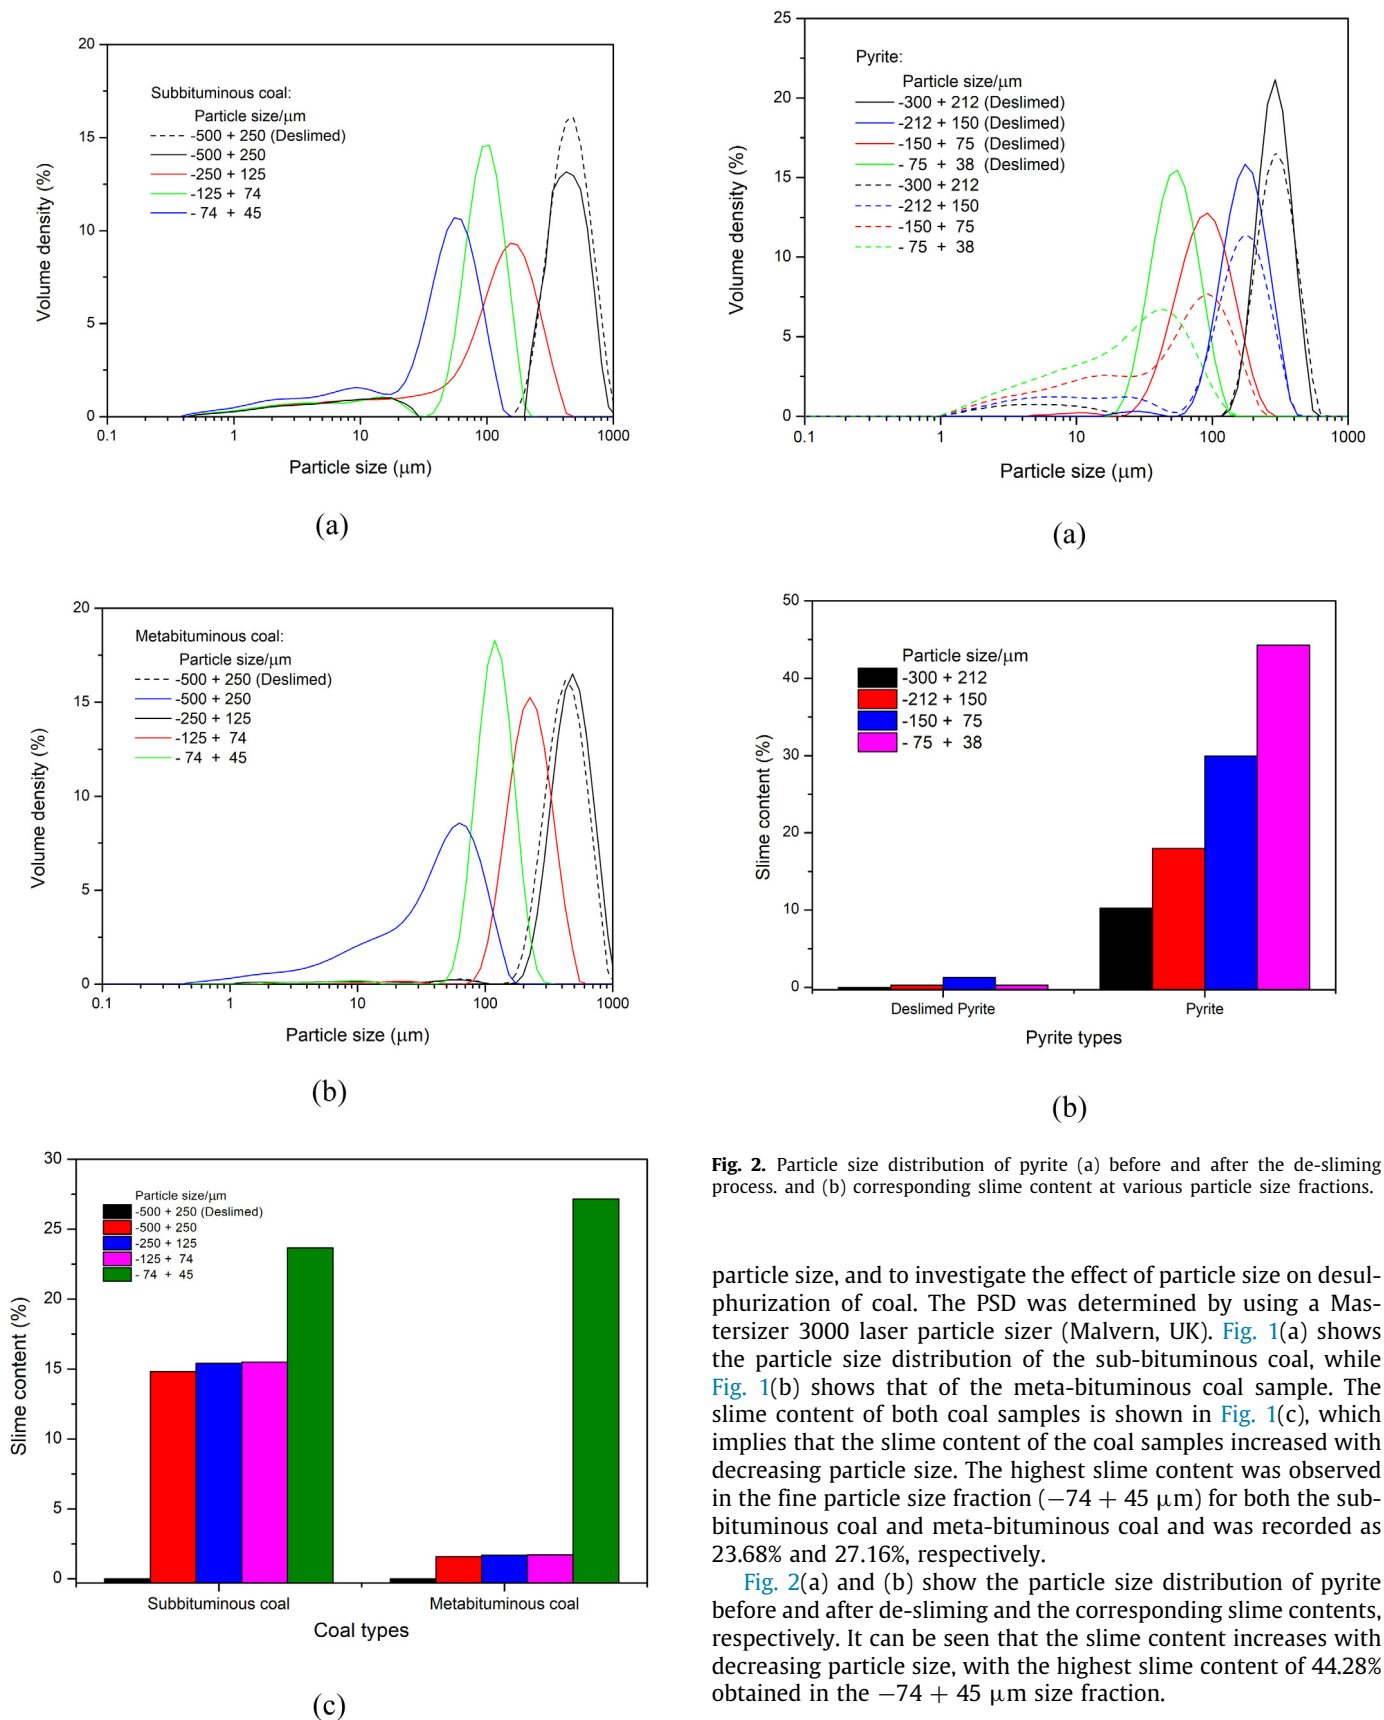 20
15
10
5
0
Volume density (%)
Subbituminous coal:
Particle size/μm
-500 + 250 (Deslimed)
-500 + 250
-250 + 125
-125 + 74
- 74 + 45
0.1
1
10
100
1000
Particle size (μm)
(a)
20
15
10
5
0
Volume density (%)
Metabituminous coal:
Particle size/μm
-500 + 250 (Deslimed)
-500 + 250
-250 + 125
-125 + 74
- 74 + 45
0.1
1
10
100
1000
Particle size (μm)
(b)
30
25
20
15
10
5
0
Slime content (%)
Particle size/μm
-500 + 250 (Deslimed)
-500 + 250
-250 + 125
-125 + 74
- 74 + 45
Subbituminous coal
Metabituminous coal
Coal types
(c)
25
20
15
10
5
0
Volume density (%)
Pyrite:
Particle size/μm
-300 + 212 (Deslimed)
-212 + 150 (Deslimed)
-150 + 75 (Deslimed)
- 75 + 38 (Deslimed)
-300 + 212
-212 + 150
-150 + 75
- 75 + 38
0.1
1
10
100
1000
Particle size (μm)
(a)
50
40
30
20
10
0
Slime content (%)
Particle size/μm
-300 + 212
-212 + 150
-150 + 75
- 75 + 38
Deslimed Pyrite
Pyrite
Pyrite types
(b)
Fig. 2. Particle size distribution of pyrite (a) before and after the de-sliming
process. and (b) corresponding slime content at various particle size fractions.
particle size, and to investigate the effect of particle size on desul-
phurization of coal. The PSD was determined by using a Mas-
tersizer 3000 laser particle sizer (Malvern, UK). Fig. 1(a) shows
the particle size distribution of the sub-bituminous coal, while
Fig. 1(b) shows that of the meta-bituminous coal sample. The
slime content of both coal samples is shown in Fig. 1(c), which
implies that the slime content of the coal samples increased with
decreasing particle size. The highest slime content was observed
in the fine particle size fraction (−74 + 45 μm) for both the sub-
bituminous coal and meta-bituminous coal and was recorded as
23.68% and 27.16%, respectively.
Fig. 2(a) and (b) show the particle size distribution of pyrite
before and after de-sliming and the corresponding slime contents,
respectively. It can be seen that the slime content increases with
decreasing particle size, with the highest slime content of 44.28%
obtained in the −74 + 45 μm size fraction.